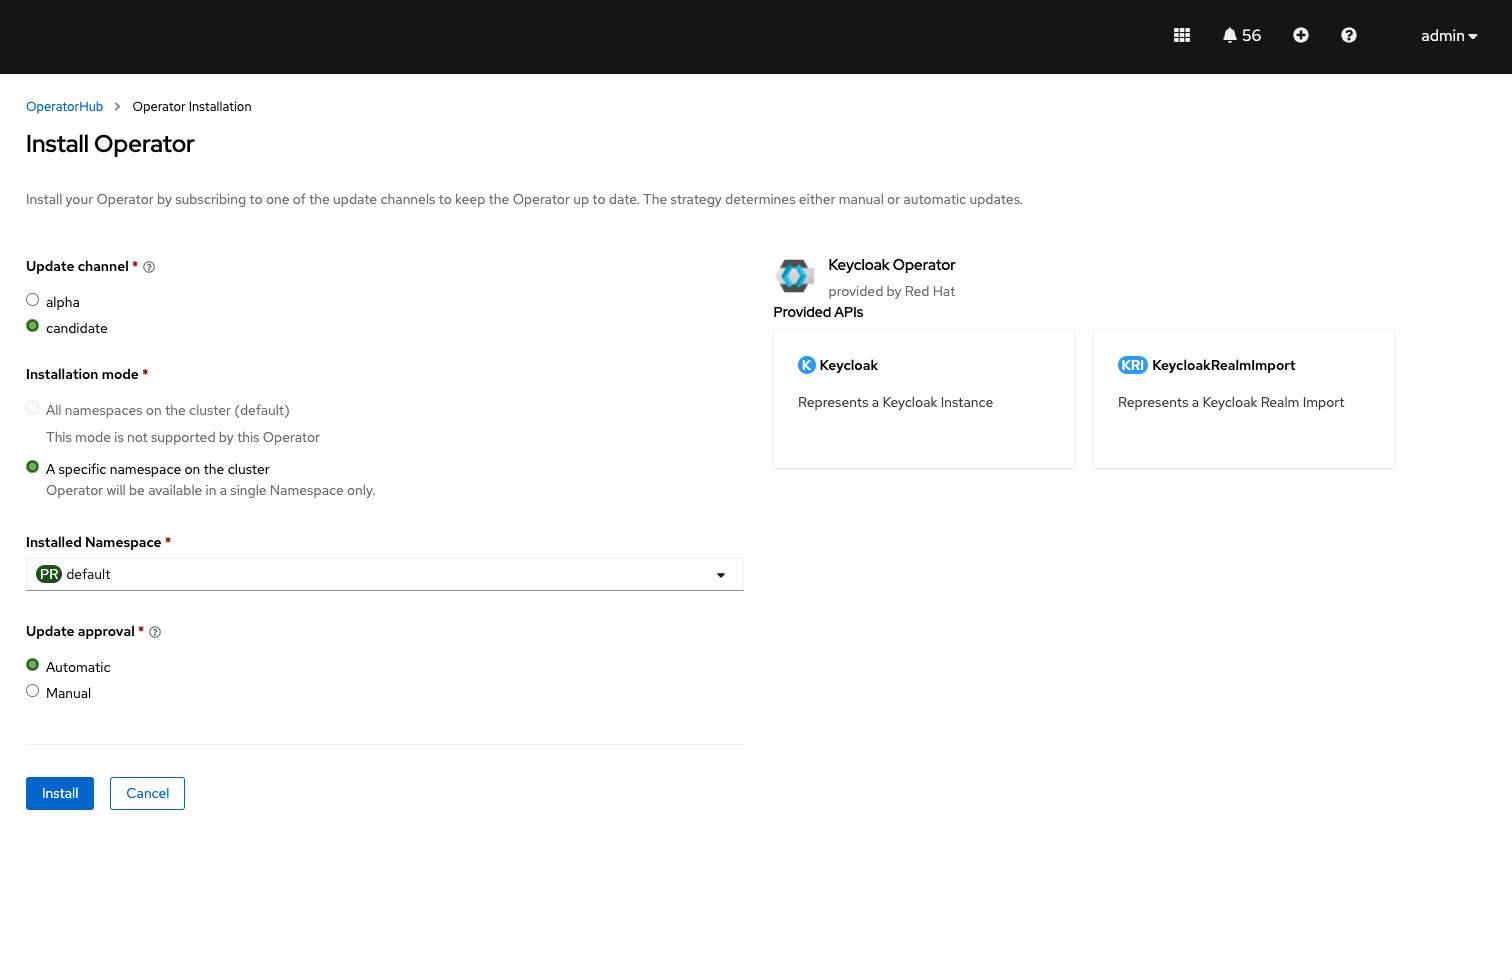 56
admin
OperatorHub > Operator Installation
Install Operator
Install your Operator by subscribing to one of the update channels to keep the Operator up to date. The strategy determines either manual or automatic updates.
Update channel *
alpha
candidate
Installation mode *
All namespaces on the cluster (default)
This mode is not supported by this Operator
A specific namespace on the cluster
Operator will be available in a single Namespace only.
Installed Namespace *
PR default
Update approval *
Automatic
Manual
Install Cancel
Keycloak Operator
provided by Red Hat
Provided APIs
K Keycloak
Represents a Keycloak Instance
KRI KeycloakRealmImport
Represents a Keycloak Realm Import